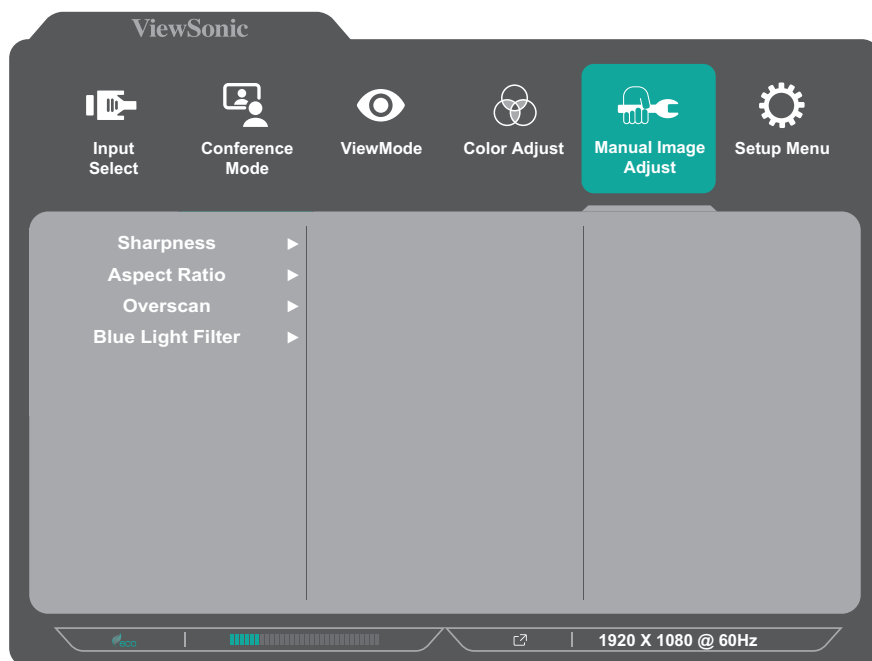 ViewSonic
Input
Select
Conference
Mode
ViewMode
Color Adjust
Manual Image
Adjust
Setup Menu
Sharpness
Aspect Ratio
Overscan
Blue Light Filter
eco
1920 X 1080 @ 60Hz